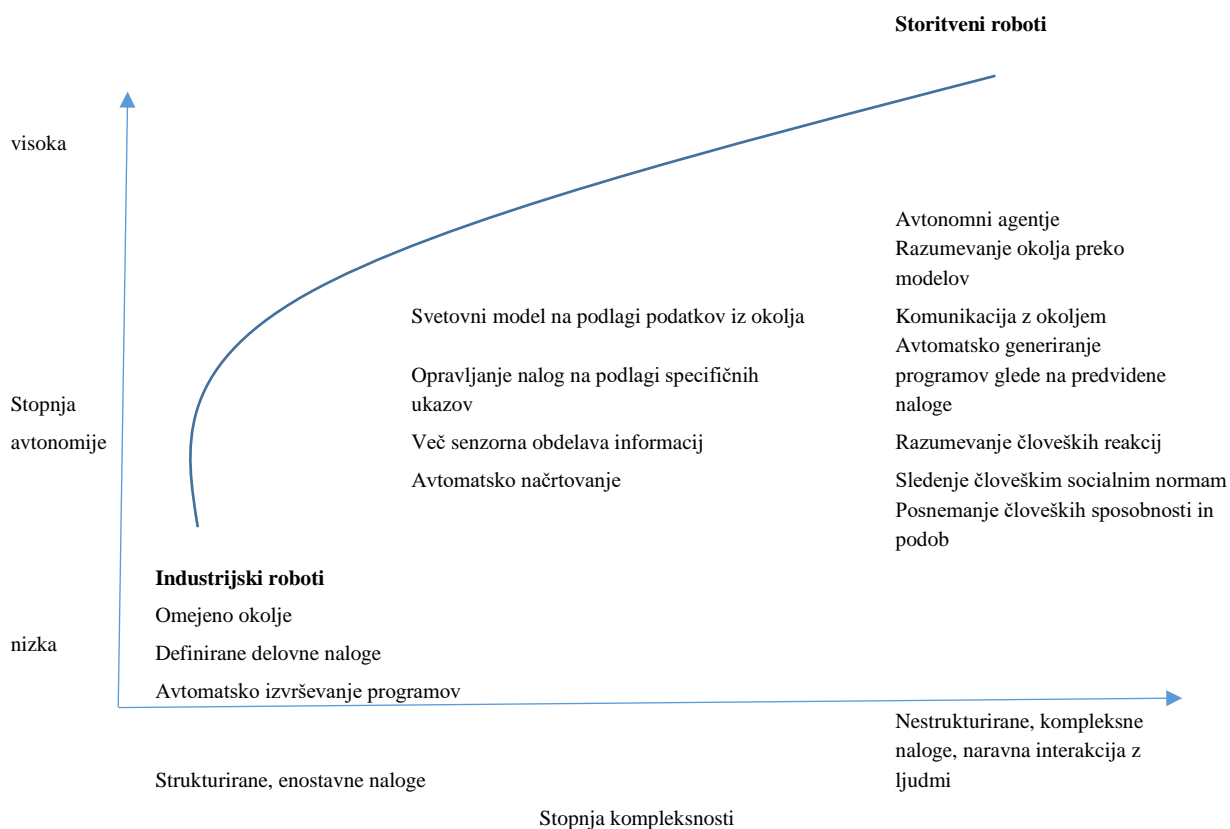 Storitveni roboti
visoka
Avtonomni agentje
Razumevanje okolja preko
modelov
Svetovni model na podlagi podatkov iz okolja
Komunikacija z okoljem
Avtomatsko generiranje
programov glede na predvidene
naloge
Opravljanje nalog na podlagi specifičnih
ukazov
Stopnja
avtonomije
Več senzorna obdelava informacij
Razumevanje človeških reakcij
Avtomatsko načrtovanje
Sledenje človeškim socialnim normam
Posnemanje človeških sposobnosti in
podob
Industrijski roboti
Omejeno okolje
nizka
Definirane delovne naloge
Avtomatsko izvrševanje programov
Nestrukturirane, kompleksne
naloge, naravna interakcija z
ljudmi
Strukturirane, enostavne naloge
Stopnja kompleksnosti